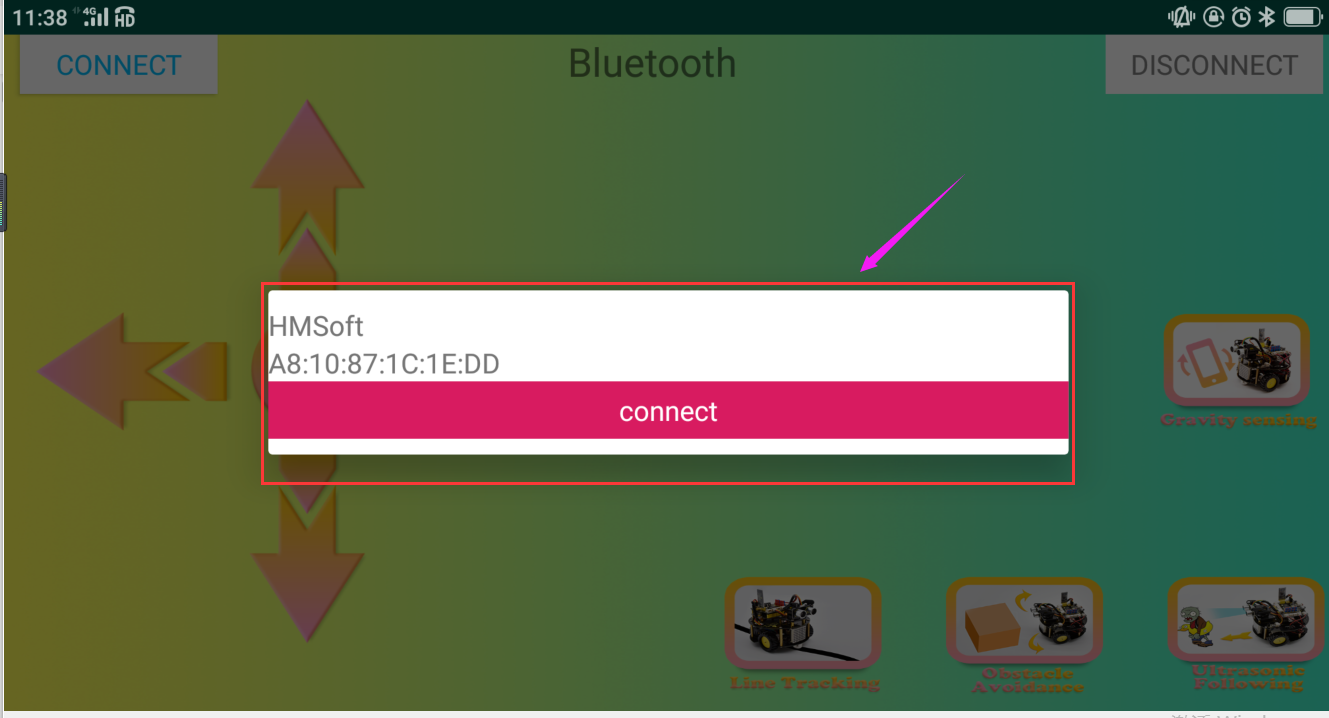 11:38 4G HD
CONNECT
Bluetooth
DISCONNECT
HMSoft
A8:10:87:1C:1E:DD
connect
Gravity sensing
Line Tracking
Obstacle
Avoidance
Ultrasonic
Following